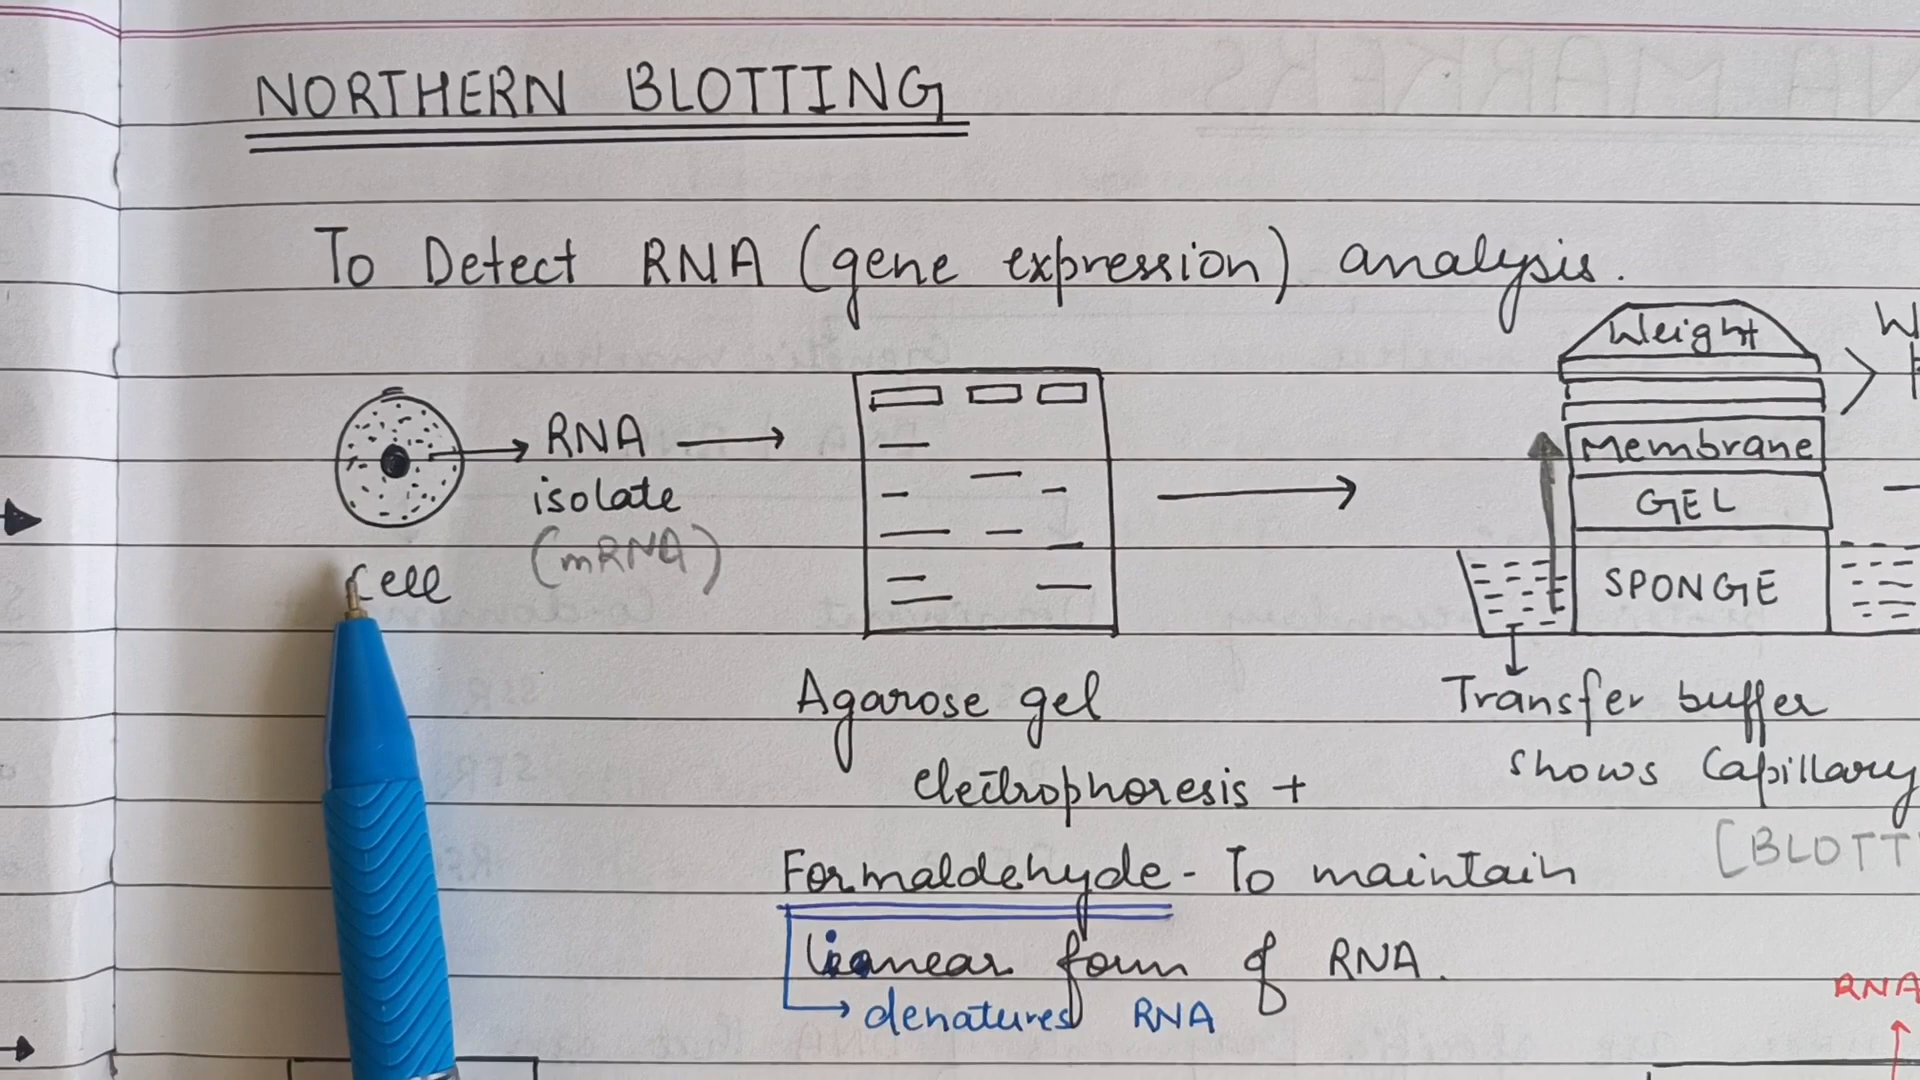 NORTHERN BLOTTING
To Detect RNA (gene expression) analysis.
Cell
RNA
isolate
(mRNA)
Agarose gel
electrophoresis +
Formaldehyde - To maintain
Linear form of RNA.
denatures RNA
Weight
Membrane
GEL
SPONGE
Transfer buffer
shows Capillary
[BLOTT
RNA